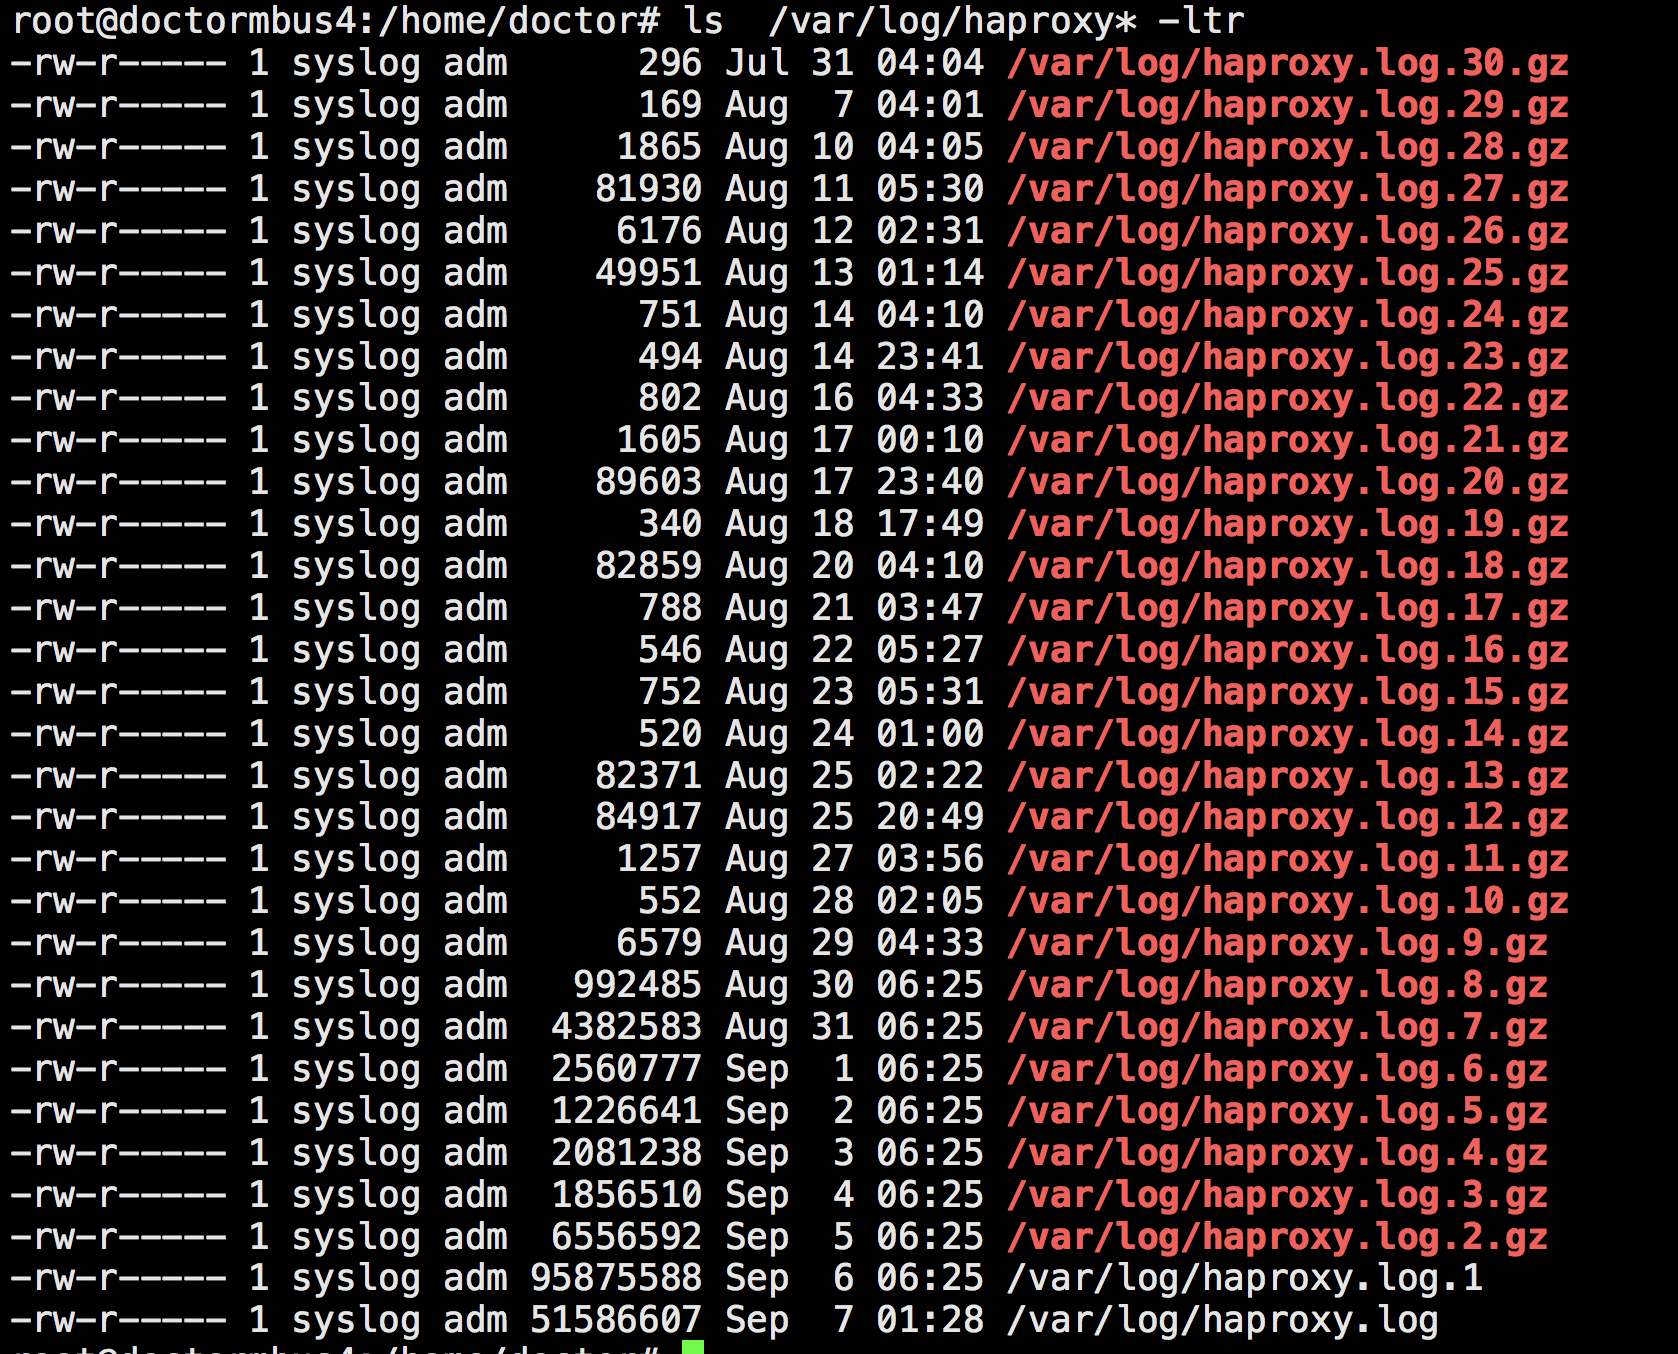 root@doctormbus4:/home/doctor# ls  /var/log/haproxy* -ltr
-rw-r----- 1 syslog adm      296 Jul 31 04:04 /var/log/haproxy.log.30.gz
-rw-r----- 1 syslog adm      169 Aug  7 04:01 /var/log/haproxy.log.29.gz
-rw-r----- 1 syslog adm     1865 Aug 10 04:05 /var/log/haproxy.log.28.gz
-rw-r----- 1 syslog adm    81930 Aug 11 05:30 /var/log/haproxy.log.27.gz
-rw-r----- 1 syslog adm     6176 Aug 12 02:31 /var/log/haproxy.log.26.gz
-rw-r----- 1 syslog adm    49951 Aug 13 01:14 /var/log/haproxy.log.25.gz
-rw-r----- 1 syslog adm      751 Aug 14 04:10 /var/log/haproxy.log.24.gz
-rw-r----- 1 syslog adm      494 Aug 14 23:41 /var/log/haproxy.log.23.gz
-rw-r----- 1 syslog adm      802 Aug 16 04:33 /var/log/haproxy.log.22.gz
-rw-r----- 1 syslog adm     1605 Aug 17 00:10 /var/log/haproxy.log.21.gz
-rw-r----- 1 syslog adm    89603 Aug 17 23:40 /var/log/haproxy.log.20.gz
-rw-r----- 1 syslog adm      340 Aug 18 17:49 /var/log/haproxy.log.19.gz
-rw-r----- 1 syslog adm    82859 Aug 20 04:10 /var/log/haproxy.log.18.gz
-rw-r----- 1 syslog adm      788 Aug 21 03:47 /var/log/haproxy.log.17.gz
-rw-r----- 1 syslog adm      546 Aug 22 05:27 /var/log/haproxy.log.16.gz
-rw-r----- 1 syslog adm      752 Aug 23 05:31 /var/log/haproxy.log.15.gz
-rw-r----- 1 syslog adm      520 Aug 24 01:00 /var/log/haproxy.log.14.gz
-rw-r----- 1 syslog adm    82371 Aug 25 02:22 /var/log/haproxy.log.13.gz
-rw-r----- 1 syslog adm    84917 Aug 25 20:49 /var/log/haproxy.log.12.gz
-rw-r----- 1 syslog adm     1257 Aug 27 03:56 /var/log/haproxy.log.11.gz
-rw-r----- 1 syslog adm      552 Aug 28 02:05 /var/log/haproxy.log.10.gz
-rw-r----- 1 syslog adm     6579 Aug 29 04:33 /var/log/haproxy.log.9.gz
-rw-r----- 1 syslog adm   992485 Aug 30 06:25 /var/log/haproxy.log.8.gz
-rw-r----- 1 syslog adm  4382583 Aug 31 06:25 /var/log/haproxy.log.7.gz
-rw-r----- 1 syslog adm  2560777 Sep  1 06:25 /var/log/haproxy.log.6.gz
-rw-r----- 1 syslog adm  1226641 Sep  2 06:25 /var/log/haproxy.log.5.gz
-rw-r----- 1 syslog adm  2081238 Sep  3 06:25 /var/log/haproxy.log.4.gz
-rw-r----- 1 syslog adm  1856510 Sep  4 06:25 /var/log/haproxy.log.3.gz
-rw-r----- 1 syslog adm  6556592 Sep  5 06:25 /var/log/haproxy.log.2.gz
-rw-r----- 1 syslog adm 95875588 Sep  6 06:25 /var/log/haproxy.log.1
-rw-r----- 1 syslog adm 51586607 Sep  7 01:28 /var/log/haproxy.log
root@doctormbus4:/home/doctor#